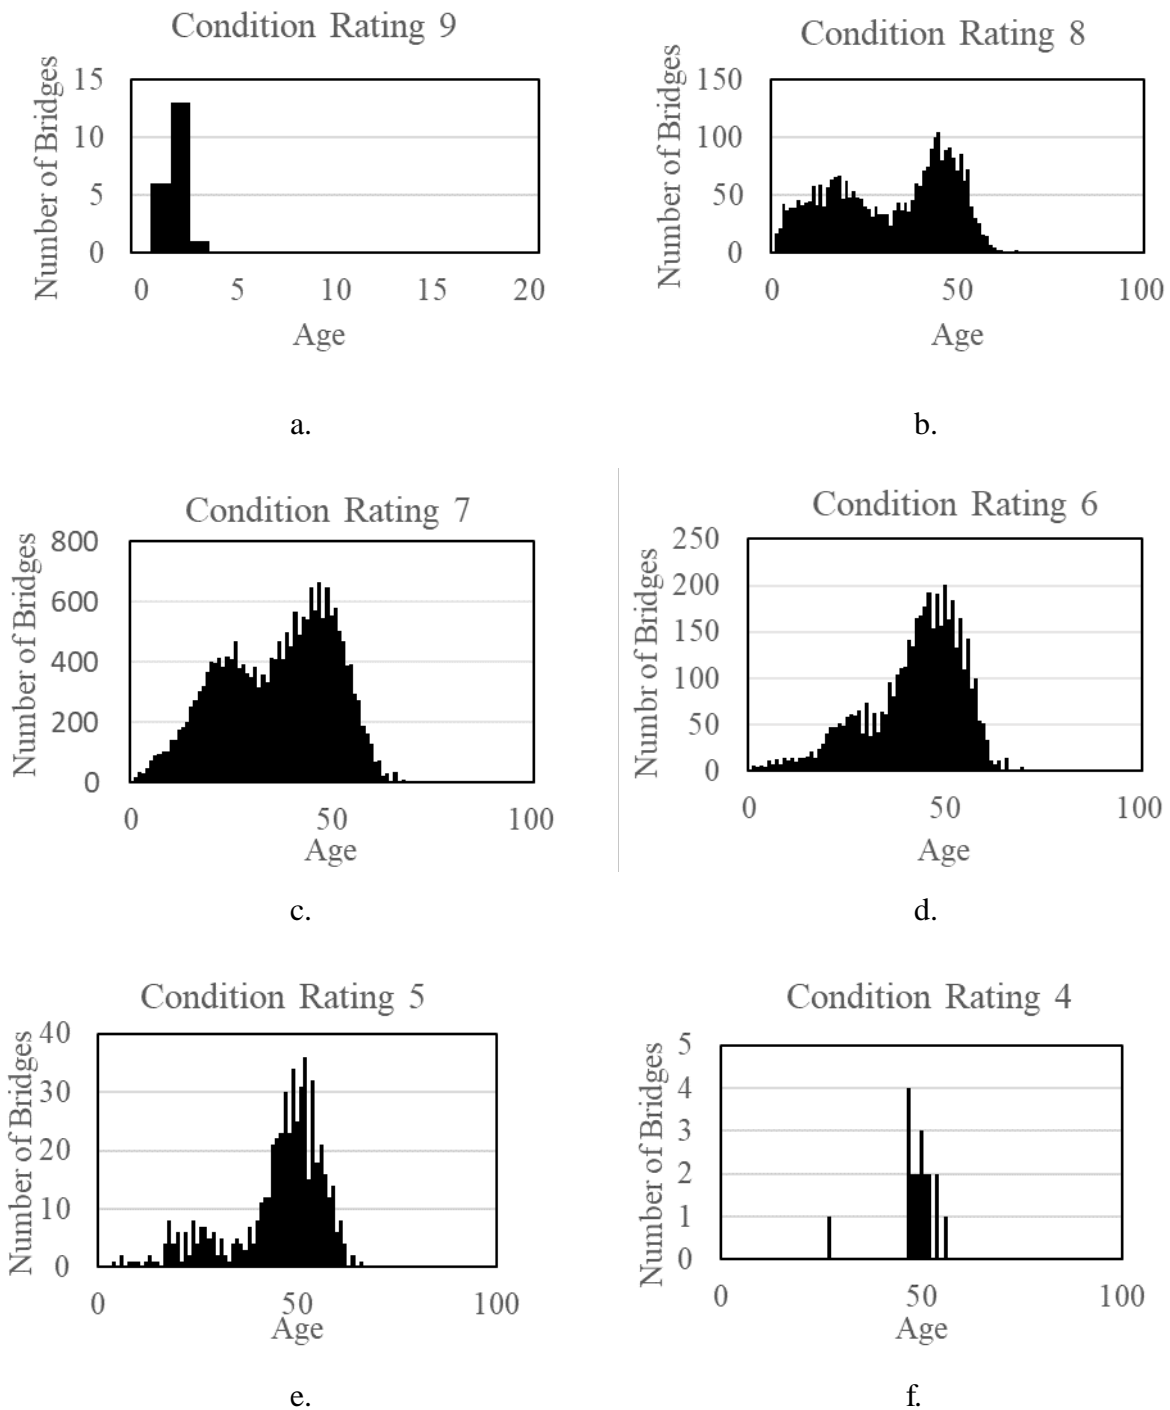 Condition Rating 9
Number of Bridges
15
10
5
0
0 5 10 15 20
Age
a.
Condition Rating 8
Number of Bridges
150
100
50
0
0 50 100
Age
b.
Condition Rating 7
Number of Bridges
800
600
400
200
0
0 50 100
Age
c.
Condition Rating 6
Numbr of Bridges
250
200
150
100
50
0
0 50 100
Age
d.
Condition Rating 5
Number of Bridges
40
30
20
10
0
0 50 100
Age
e.
Condition Rating 4
Number of Bridges
5
4
3
2
1
0
0 50 100
Age
f.